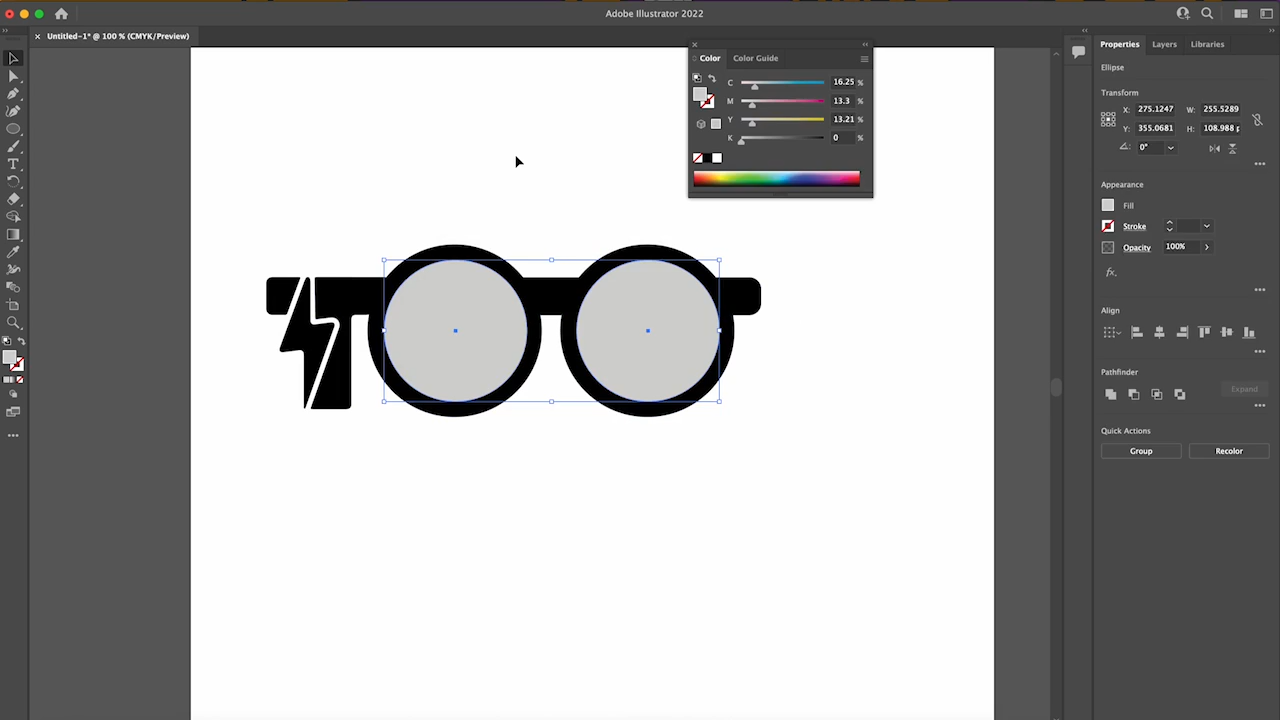 Adobe Illustrator 2022
Untitled-1* @ 100 % (CMYK/Preview)
Color Color Guide
C 16.25 %
M 13.3 %
Y 13.21 %
K 0 %
Properties Layers Libraries
Ellipse
Transform
X: 275.1247 W: 255.5289
Y: 355.0681 H: 108.988 p
0°
Appearance
Fill
Stroke
Opacity 100%
fx.
Align
Pathfinder
Expand
Quick Actions
Group Recolor